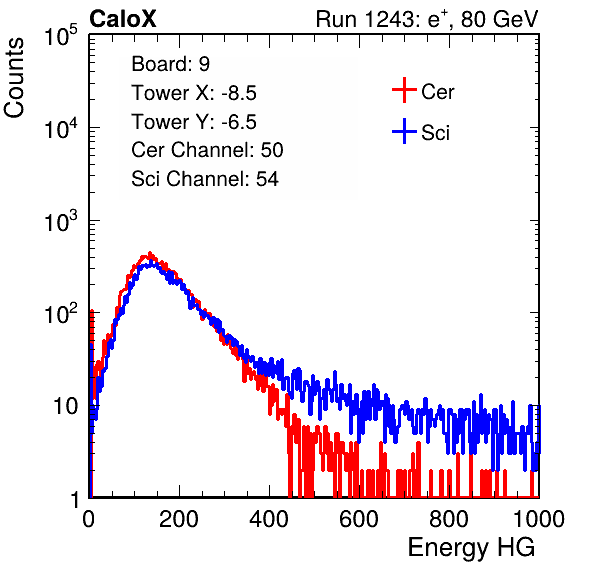 CaloX Run 1243: e⁺, 80 GeV
Counts
Board: 9
Tower X: -8.5
Tower Y: -6.5
Cer Channel: 50
Sci Channel: 54
Cer
Sci
10⁵
10⁴
10³
10²
10
1
0 200 400 600 800 1000
Energy HG